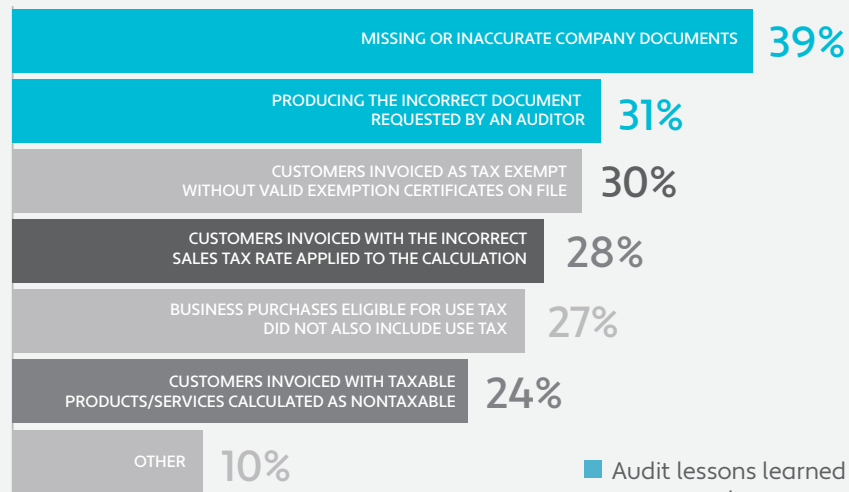 MISSING OR INACCURATE COMPANY DOCUMENTS 39%
PRODUCING THE INCORRECT DOCUMENT
REQUESTED BY AN AUDITOR 31%
CUSTOMERS INVOICED AS TAX EXEMPT
WITHOUT VALID EXEMPTION CERTIFICATES ON FILE 30%
CUSTOMERS INVOICED WITH THE INCORRECT
SALES TAX RATE APPLIED TO THE CALCULATION 28%
BUSINESS PURCHASES ELIGIBLE FOR USE TAX
DID NOT ALSO INCLUDE USE TAX 27%
CUSTOMERS INVOICED WITH TAXABLE
PRODUCTS/SERVICES CALCULATED AS NONTAXABLE 24%
OTHER 10%
Audit lessons learned